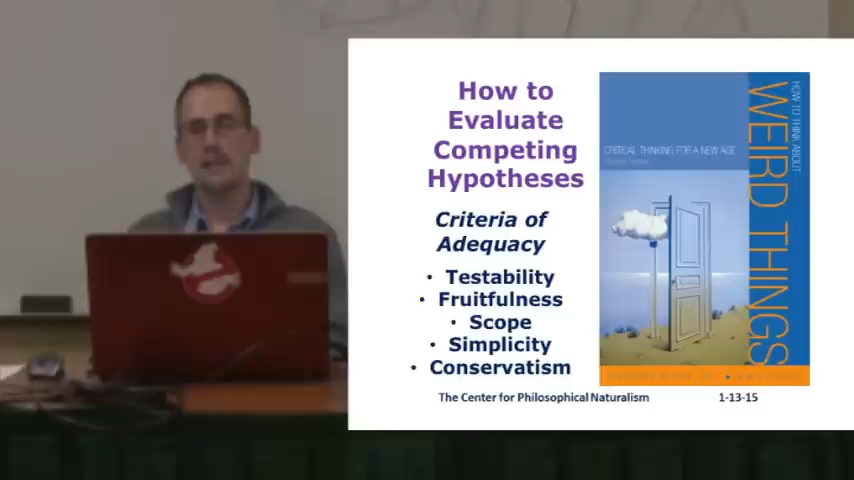 How to
Evaluate
Competing
Hypotheses
Criteria of
Adequacy
• Testability
• Fruitfulness
• Scope
• Simplicity
• Conservatism
HOW TO THINK ABOUT
WEIRD THINGS
CRITICAL THINKING FOR A NEW AGE
The Center for Philosophical Naturalism
1-13-15